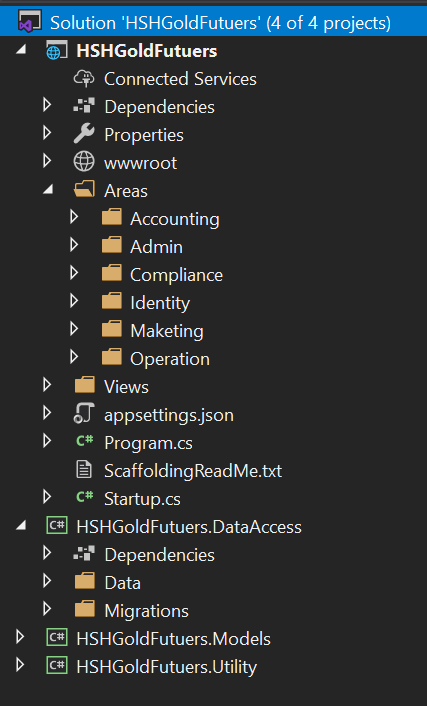 Solution 'HSHGoldFutuers' (4 of 4 projects)
HSHGoldFutuers
Connected Services
Dependencies
Properties
wwwroot
Areas
Accounting
Admin
Compliance
Identity
Maketing
Operation
Views
appsettings.json
C# Program.cs
ScaffoldingReadMe.txt
C# Startup.cs
C# HSHGoldFutuers.DataAccess
Dependencies
Data
Migrations
C# HSHGoldFutuers.Models
C# HSHGoldFutuers.Utility